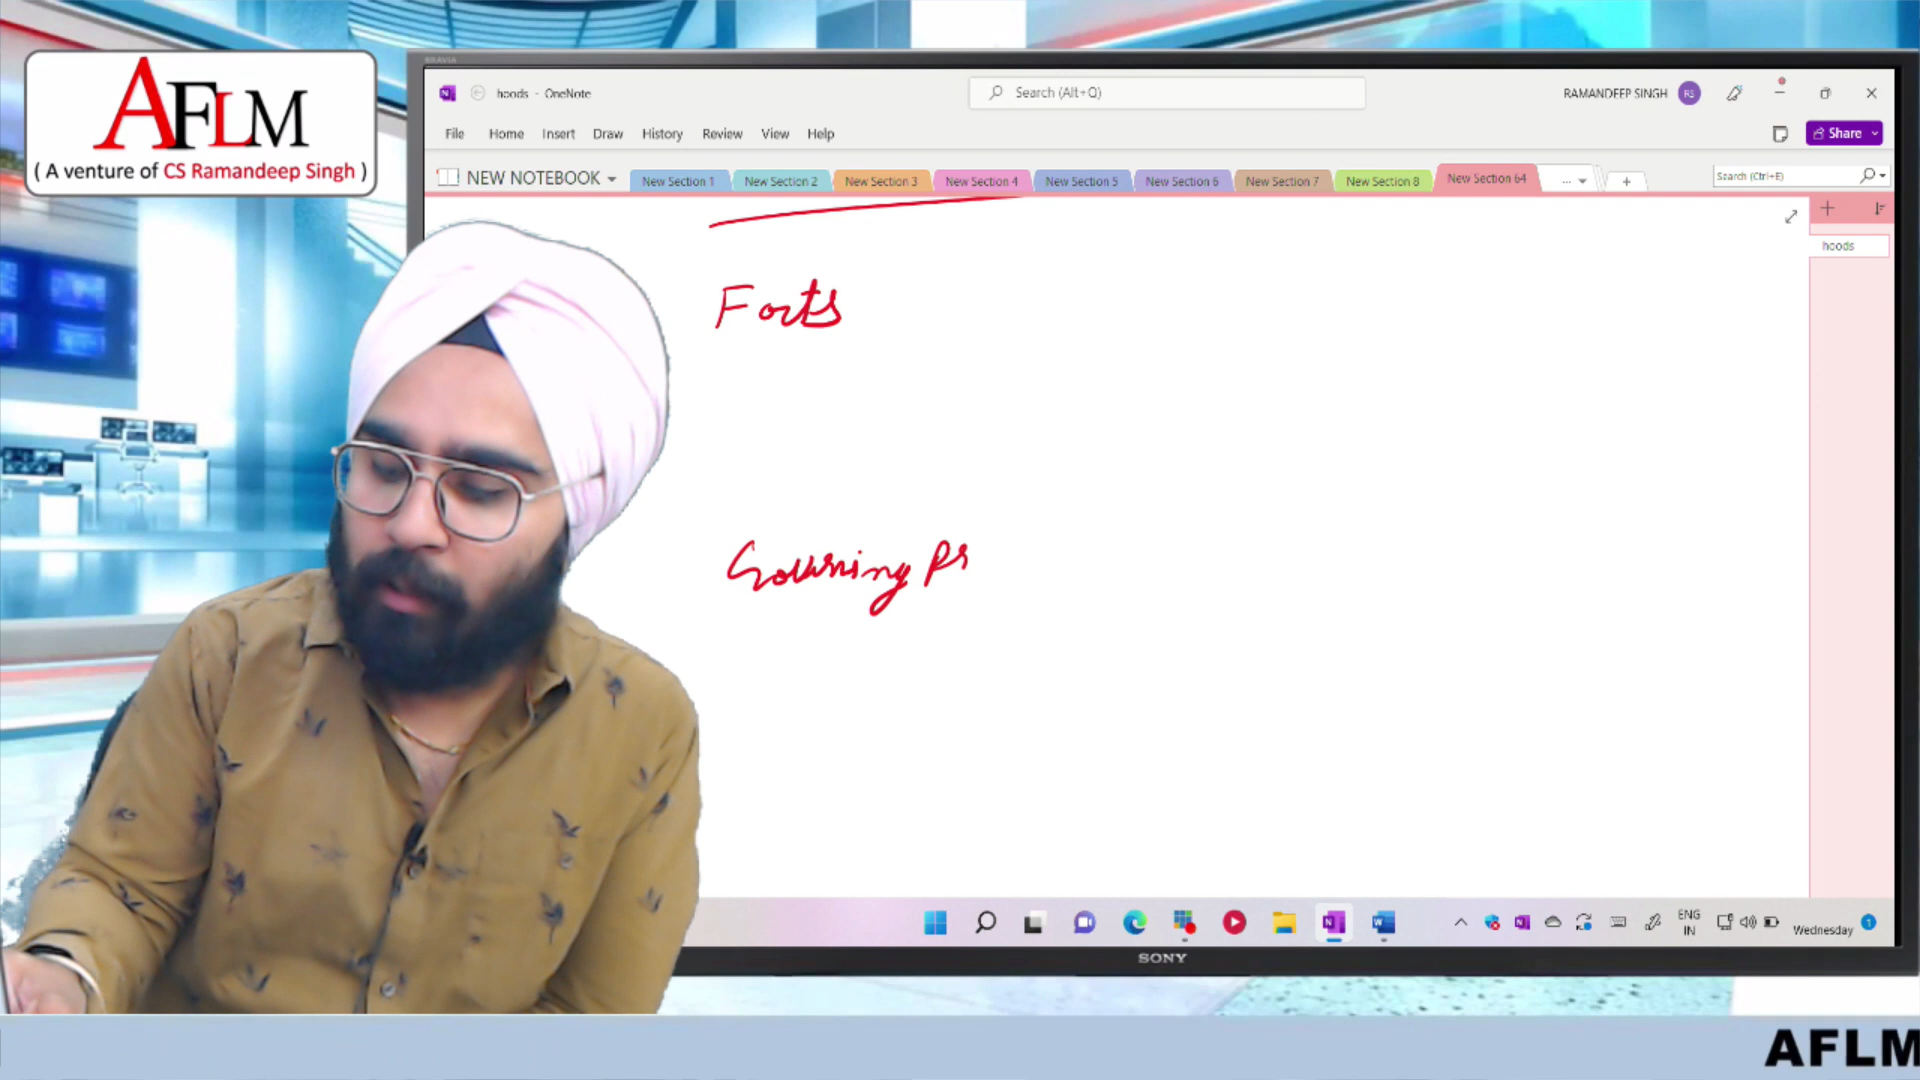 AFLM
( A venture of CS Ramandeep Singh )
BRAVIA
hoods - OneNote
Search (Alt+Q)
RAMANDEEP SINGH
RS
File Home Insert Draw History Review View Help
Share
NEW NOTEBOOK
New Section 1 New Section 2 New Section 3 New Section 4 New Section 5 New Section 6 New Section 7 New Section 8 New Section 64 ...
Search (Ctrl+E)
hoods
Facts
Governing Pr
ENG
IN
Wednesday
SONY
AFLM